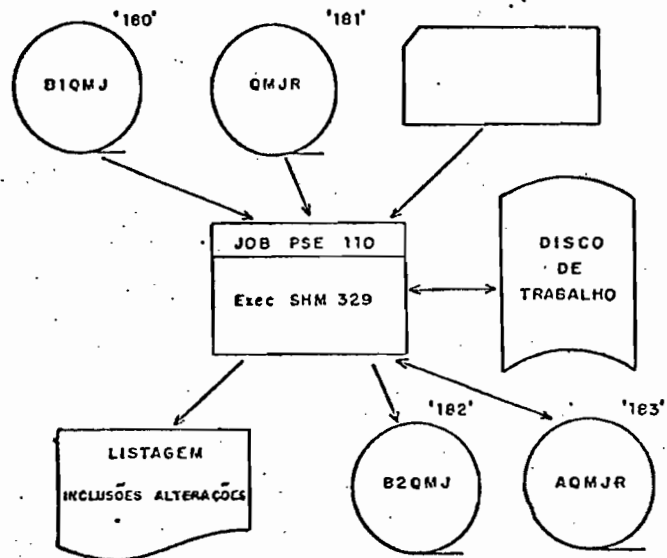 '180'
'181'
B1QMJ
QMJR
JOB PSE 110
Exec SHM 329
DISCO
DE
TRABALHO
'182'
'183'
LISTAGEM
INCLUSÕES ALTERAÇÕES
B2QMJ
AQMJR